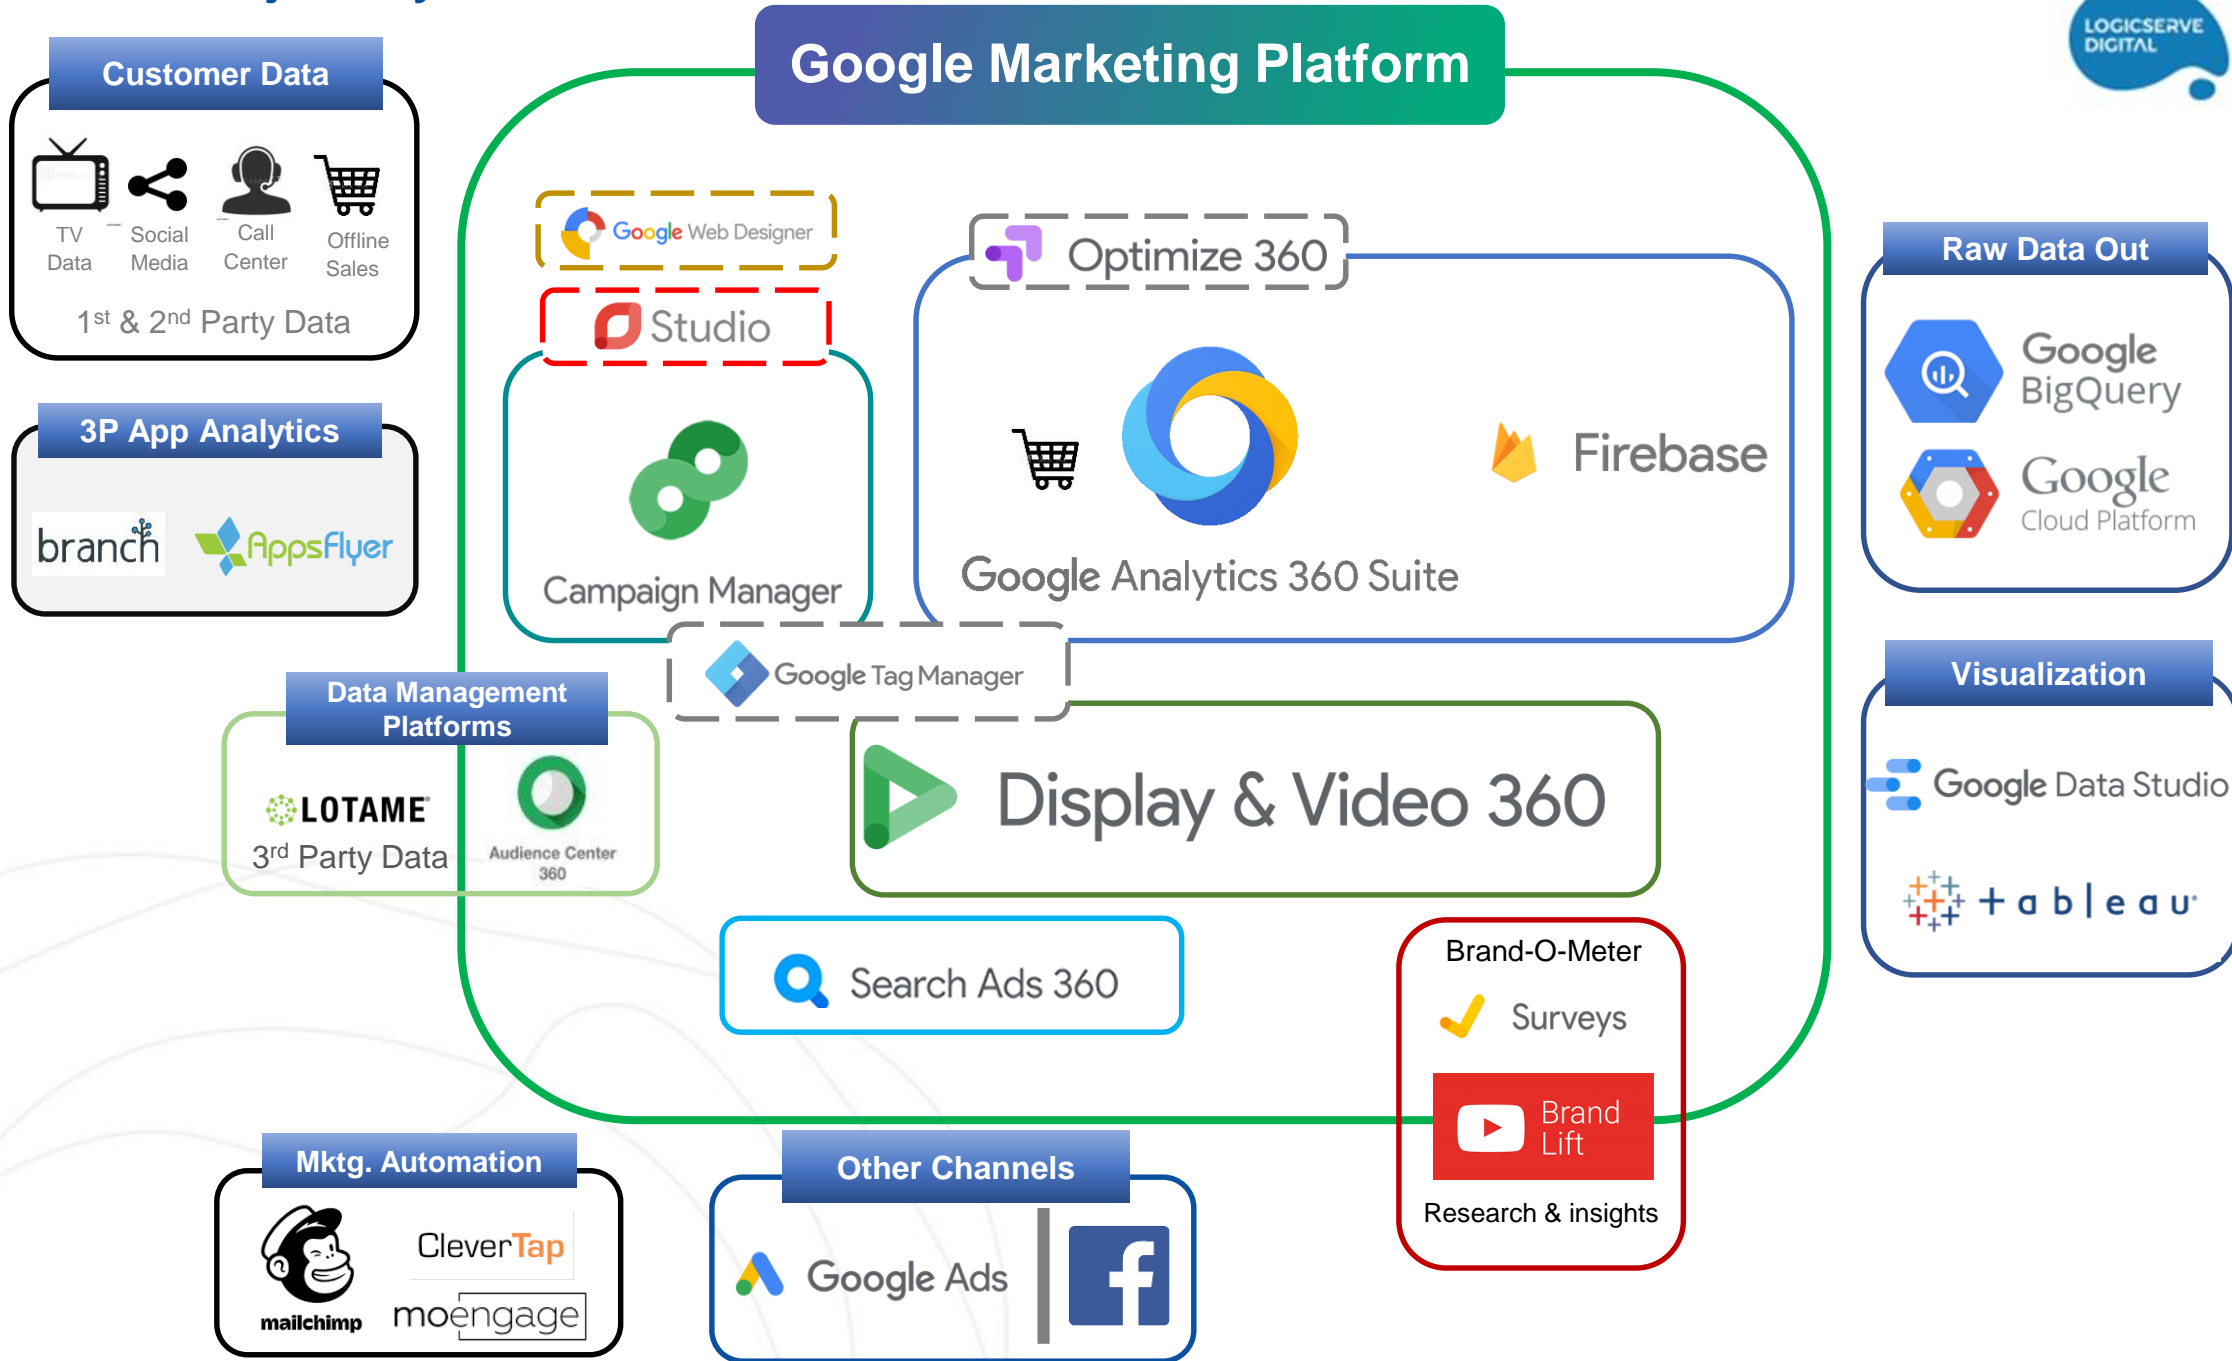 Google Marketing Platform
LOGICSERVE
DIGITAL
Customer Data
TV
Data
Social
Media
Call
Center
Offline
Sales
1st & 2nd Party Data
3P App Analytics
branch
AppsFlyer
Data Management
Platforms
LOTAME
3rd Party Data
Audience Center
360
Google Web Designer
Studio
Campaign Manager
Optimize 360
Google Analytics 360 Suite
Firebase
Google Tag Manager
Display & Video 360
Search Ads 360
Brand-O-Meter
Surveys
Brand
Lift
Research & insights
Raw Data Out
Google
BigQuery
Google
Cloud Platform
Visualization
Google Data Studio
+ableau
Mktg. Automation
mailchimp
CleverTap
moengage
Other Channels
Google Ads
f